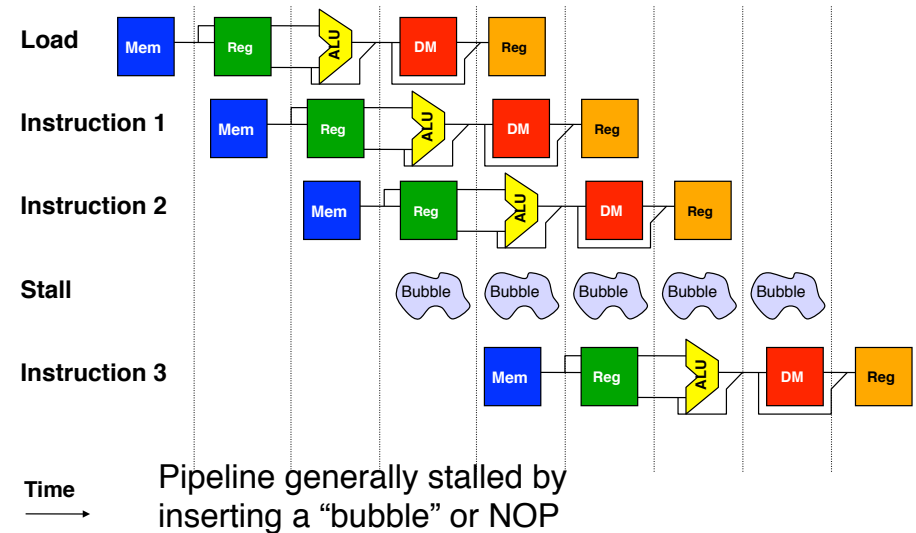 Load Mem Reg ALU DM Reg
Instruction 1 Mem Reg ALU DM Reg
Instruction 2 Mem Reg ALU DM Reg
Stall Bubble Bubble Bubble Bubble Bubble
Instruction 3 Mem Reg ALU DM Reg
Time
Pipeline generally stalled by
inserting a “bubble” or NOP